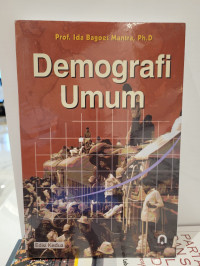 Prof. Ida Bagoes Mantra, Ph.D
Demografi
Umum
Edisi Kedua